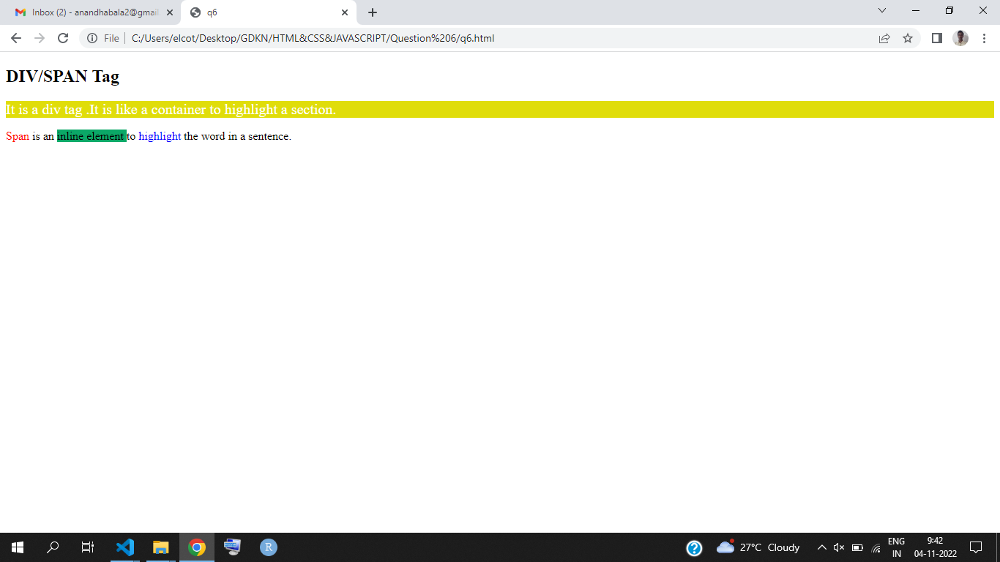 Inbox (2) - anandhabala2@gmail
q6
File
C:/Users/elcot/Desktop/GDKN/HTML&CSS&JAVASCRIPT/Question%206/q6.html
DIV/SPAN Tag
It is a div tag .It is like a container to highlight a section.
Span is an inline element to highlight the word in a sentence.
R
?
27°C Cloudy
ENG
IN
9:42
04-11-2022